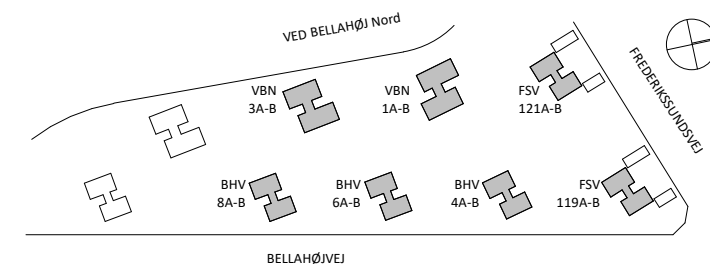 VED BELLAHØJ Nord
FREDERIKSSUNDSVEJ
VBN
3A-B
VBN
1A-B
FSV
121A-B
BHV
8A-B
BHV
6A-B
BHV
4A-B
FSV
119A-B
BELLAHØJVEJ